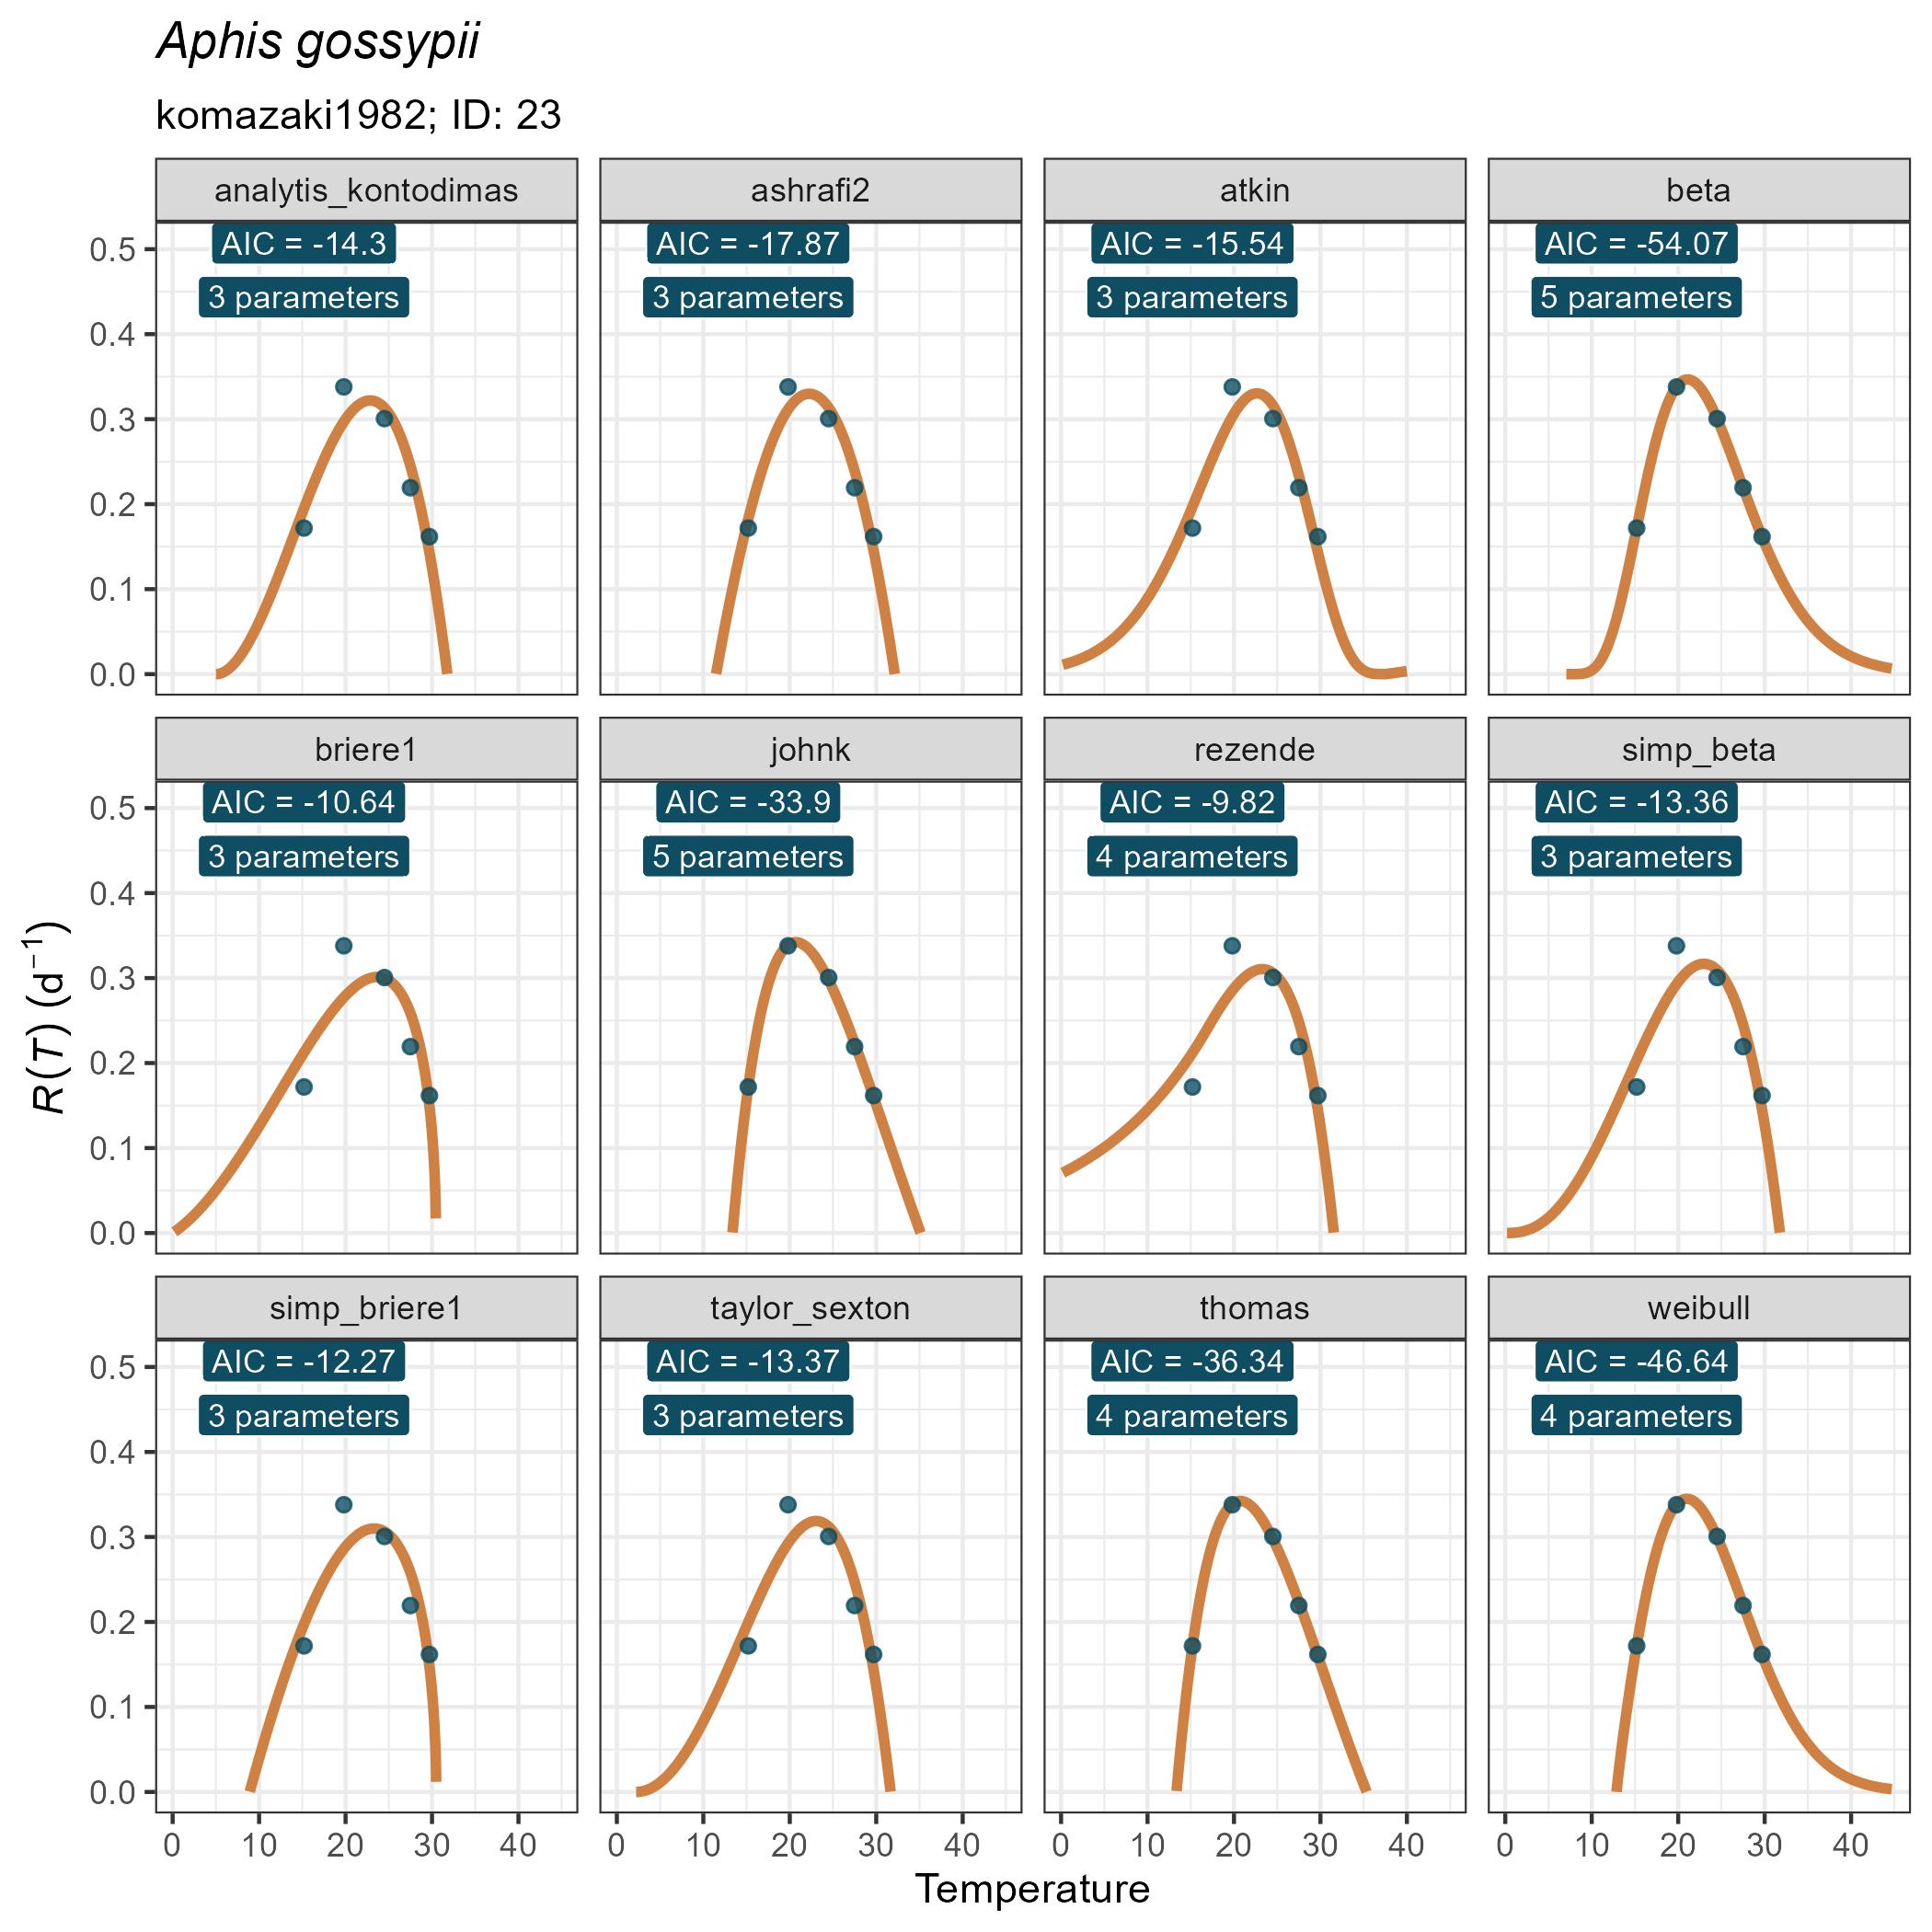 Aphis gossypii
komazaki1982; ID: 23
analytis_kontodimas
ashrafi2
atkin
beta
AIC = -14.3
3 parameters
AIC = -17.87
3 parameters
AIC = -15.54
3 parameters
AIC = -54.07
5 parameters
0.5
0.4
0.3
0.2
0.1
0.0
briere1
johnk
rezende
simp_beta
AIC = -10.64
3 parameters
AIC = -33.9
5 parameters
AIC = -9.82
4 parameters
AIC = -13.36
3 parameters
0.5
0.4
0.3
0.2
0.1
0.0
R(T) (d⁻¹)
simp_briere1
taylor_sexton
thomas
weibull
AIC = -12.27
3 parameters
AIC = -13.37
3 parameters
AIC = -36.34
4 parameters
AIC = -46.64
4 parameters
0.5
0.4
0.3
0.2
0.1
0.0
0 10 20 30 40
0 10 20 30 40
0 10 20 30 40
0 10 20 30 40
Temperature